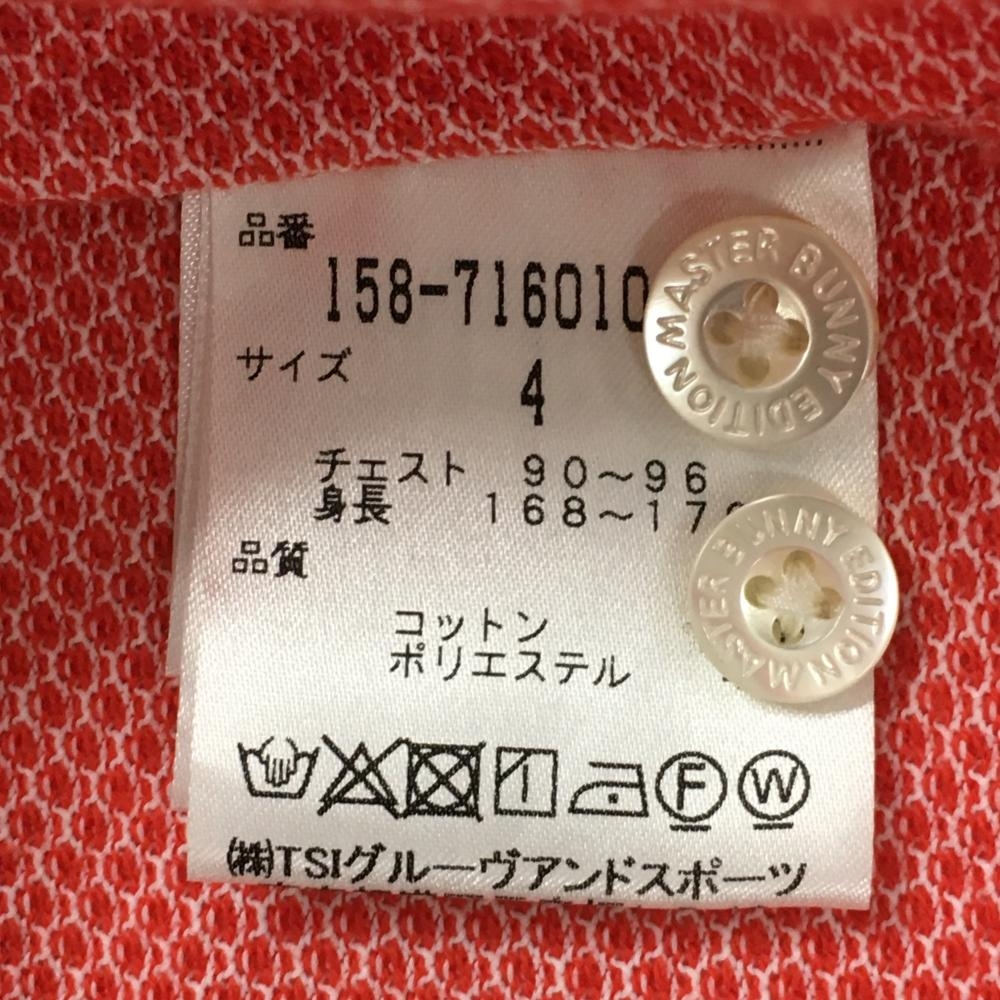 品番
158-716010
サイズ
4
チェスト 90~96
身長 168~17
品質
コットン
ポリエステル
F W
㈱TSIグルーヴアンドスポーツ
MASTER BUNNY EDITION
MASTER BUNNY EDITION